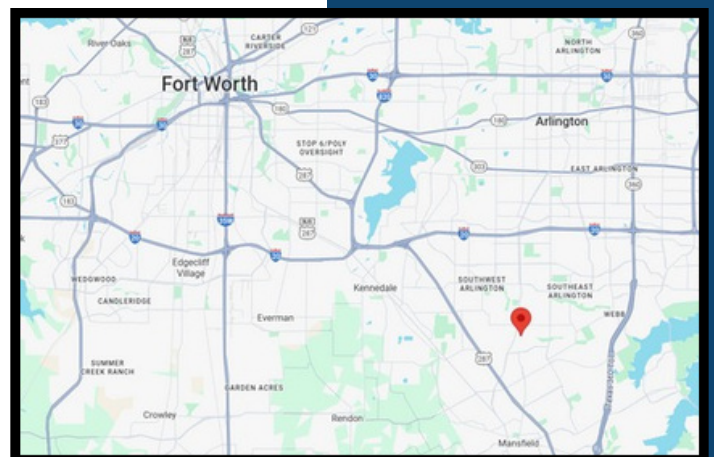 121
CARTER
RIVERSIDE
360
River Oaks
287
NORTH
ARLINGTON
30
30
Fort Worth
183
820
180
30
30
180
Arlington
377
STOP 6/POLY
OVERSIGHT
303
EAST ARLINGTON
287
360
183
35W
287
20
20
20
20
Edgecliff
Village
WEDGWOOD
Kennedale
SOUTHWEST
ARLINGTON
SOUTHEAST
ARLINGTON
CANDLERIDGE
Everman
WEBB
287
SUMMER
CREEK RANCH
GARDEN ACRES
Crowley
Rendon
Mansfield